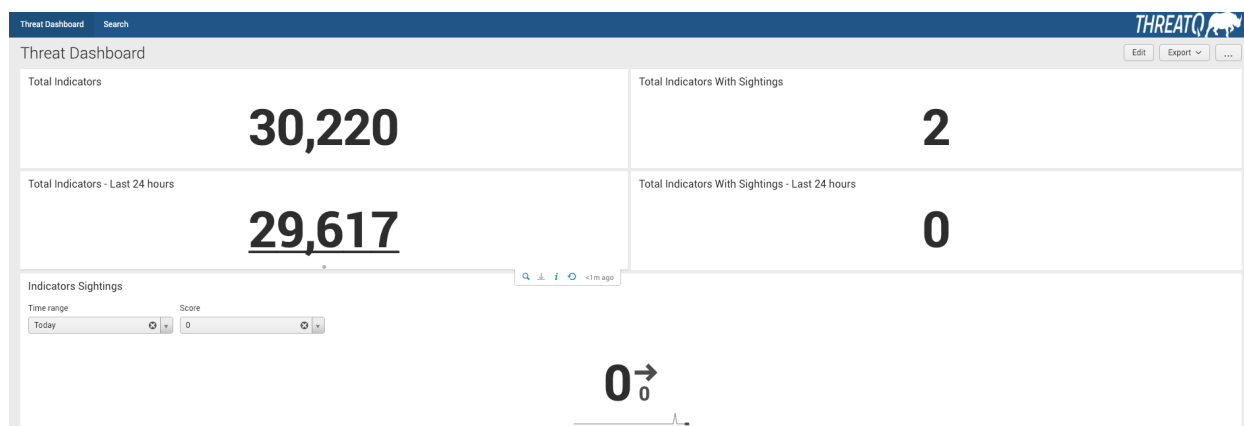 Threat Dashboard Search THREATQ
Threat Dashboard Edit Export ...
Total Indicators Total Indicators With Sightings
30,220 2
Total Indicators - Last 24 hours Total Indicators With Sightings - Last 24 hours
29,617 0
<1m ago
Indicators Sightings
Time range Score
Today 0
0
0